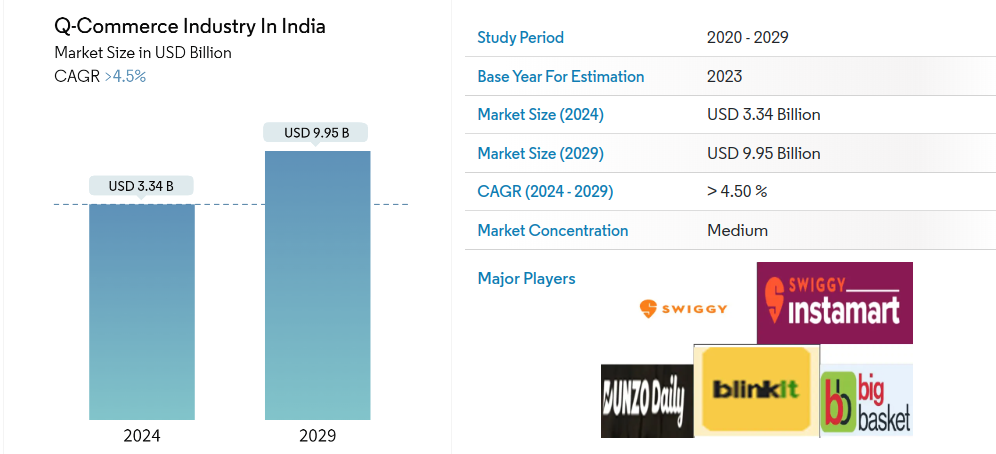 Q-Commerce Industry In India
Market Size in USD Billion
CAGR >4.5%
USD 9.95 B
USD 3.34 B
2024 2029
Study Period 2020 - 2029
Base Year For Estimation 2023
Market Size (2024) USD 3.34 Billion
Market Size (2029) USD 9.95 Billion
CAGR (2024 - 2029) > 4.50 %
Market Concentration Medium
Major Players
SWIGGY
SWIGGY
instamart
DUNZO Daily
blinkit
bb
big
basket